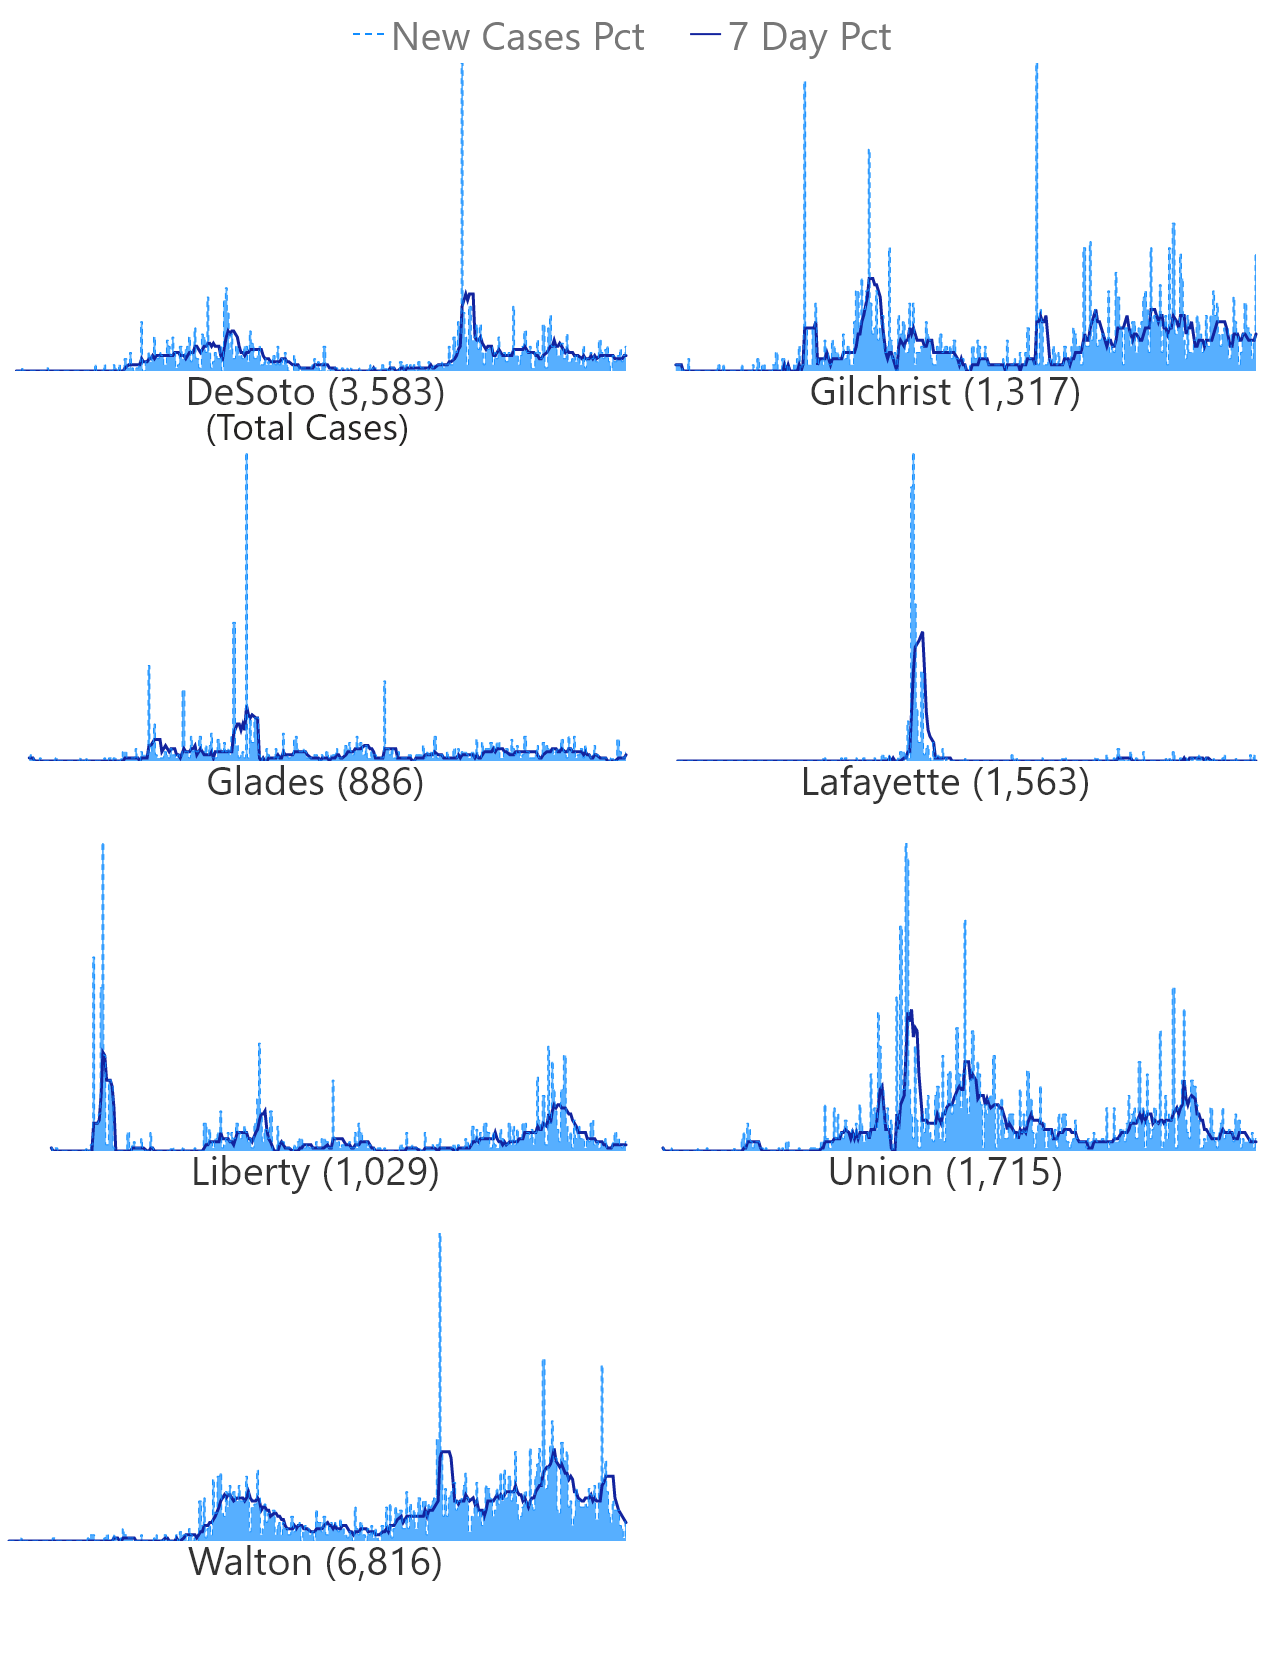 New Cases Pct 7 Day Pct
DeSoto (3,583) Gilchrist (1,317)
(Total Cases)
Glades (886) Lafayette (1,563)
Liberty (1,029) Union (1,715)
Walton (6,816)